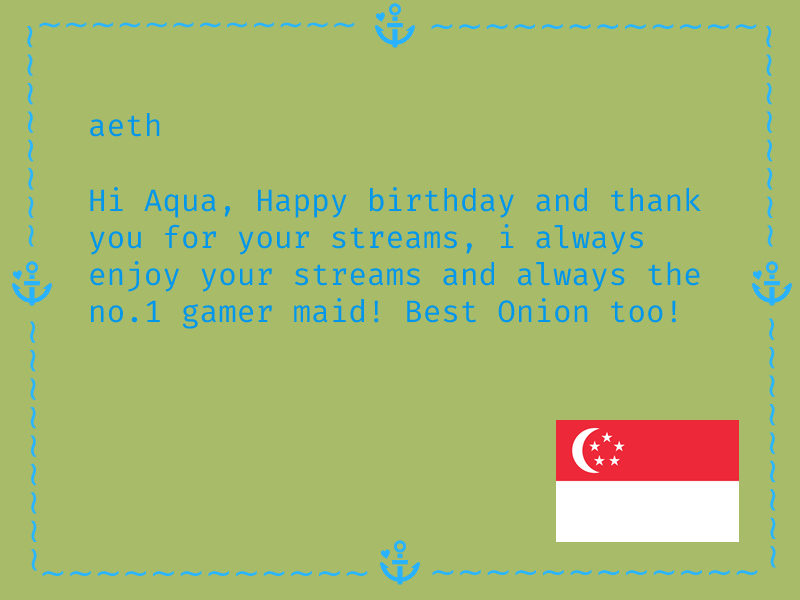 aeth
Hi Aqua, Happy birthday and thank
you for your streams, i always
enjoy your streams and always the
no.1 gamer maid! Best Onion too!